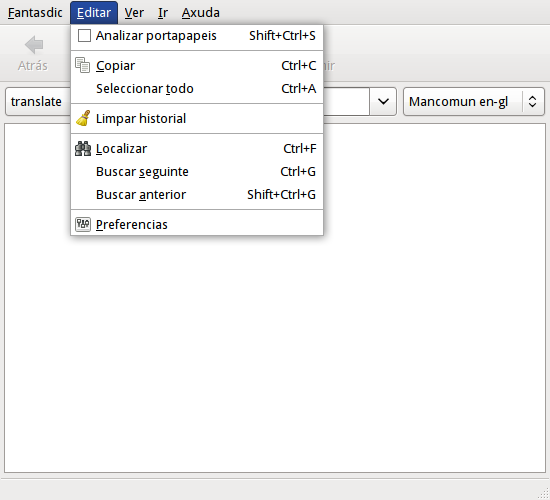 Fantasdic Editar Ver Ir Axuda
Analizar portapapeis Shift+Ctrl+S
Atrás
Copiar Ctrl+C
Seleccionar todo Ctrl+A
translate
Mancomun en-gl
Limpar historial
Localizar Ctrl+F
Buscar seguinte Ctrl+G
Buscar anterior Shift+Ctrl+G
Preferencias